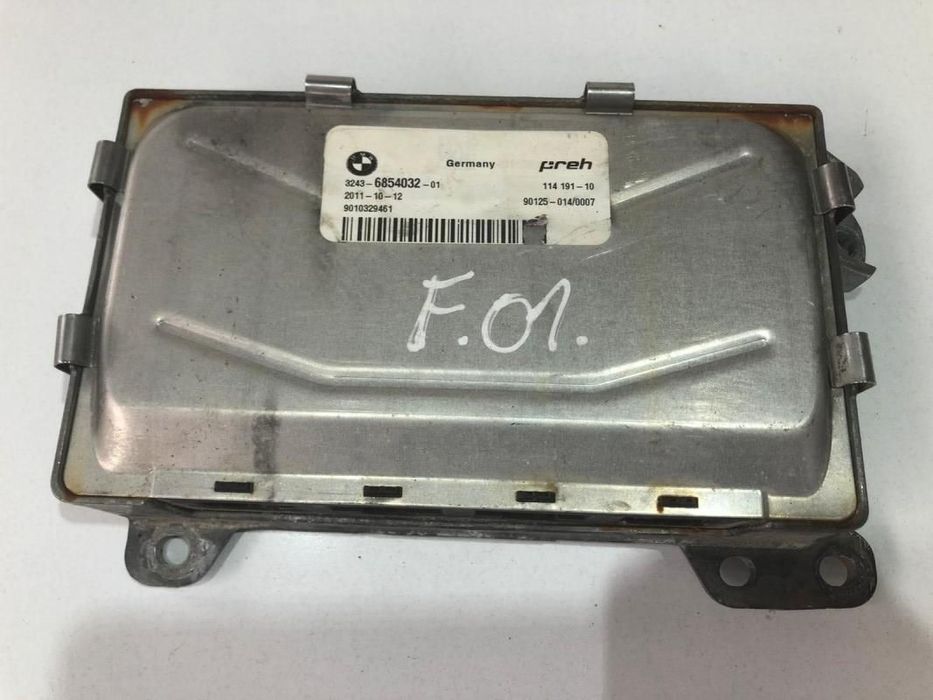 Germany preh
3243-6854032-01 114 191-10
2011-10-12 90125-014/0007
9010329461
F.01.